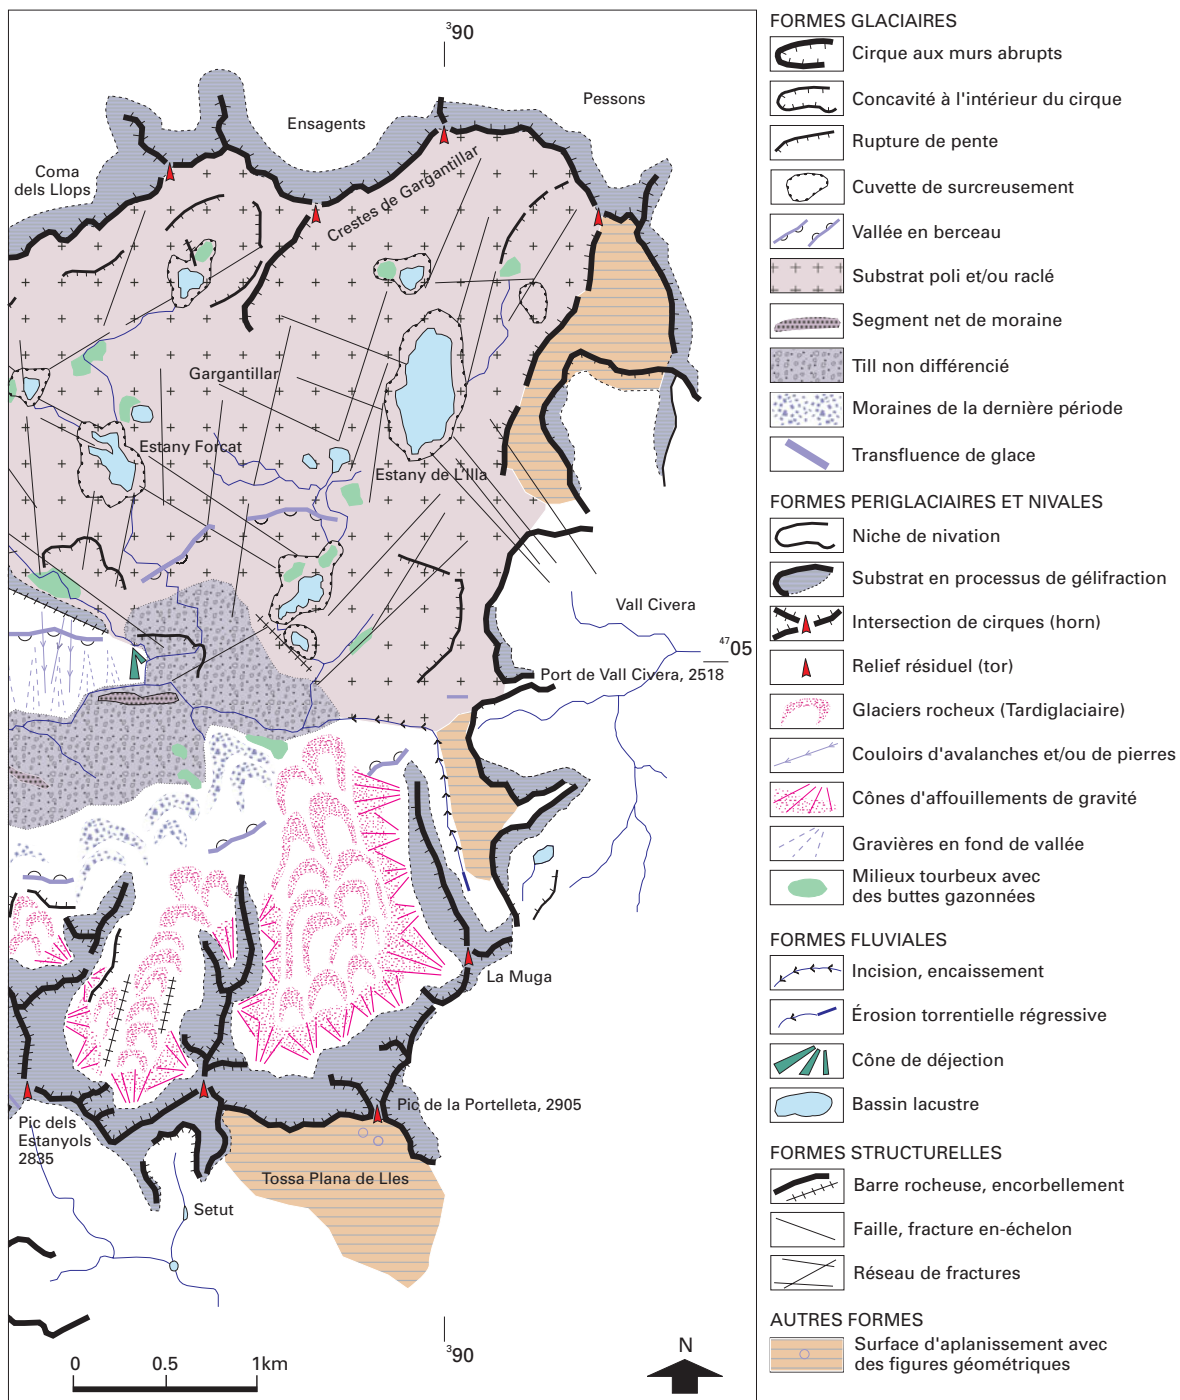 ³90
Pessons
Ensagents
Coma
dels Llops
Crestes de Gargantillar
Gargantillar
Estany Forcat
Estany de L'Illa
Vall Civera
⁴⁷05
Port de Vall Civera, 2518
La Muga
Pic de la Portelleta, 2905
Pic dels
Estanyols
2835
Tossa Plana de Lles
Setut
0 0.5 1km
³90
N
FORMES GLACIAIRES
Cirque aux murs abrupts
Concavité à l'intérieur du cirque
Rupture de pente
Cuvette de surcreusement
Vallée en berceau
Substrat poli et/ou raclé
Segment net de moraine
Till non différencié
Moraines de la dernière période
Transfluence de glace
FORMES PERIGLACIAIRES ET NIVALES
Niche de nivation
Substrat en processus de gélifraction
Intersection de cirques (horn)
Relief résiduel (tor)
Glaciers rocheux (Tardiglaciaire)
Couloirs d'avalanches et/ou de pierres
Cônes d'affouillements de gravité
Gravières en fond de vallée
Milieux tourbeux avec
des buttes gazonnées
FORMES FLUVIALES
Incision, encaissement
Érosion torrentielle régressive
Cône de déjection
Bassin lacustre
FORMES STRUCTURELLES
Barre rocheuse, encorbellement
Faille, fracture en-échelon
Réseau de fractures
AUTRES FORMES
Surface d'aplanissement avec
des figures géométriques